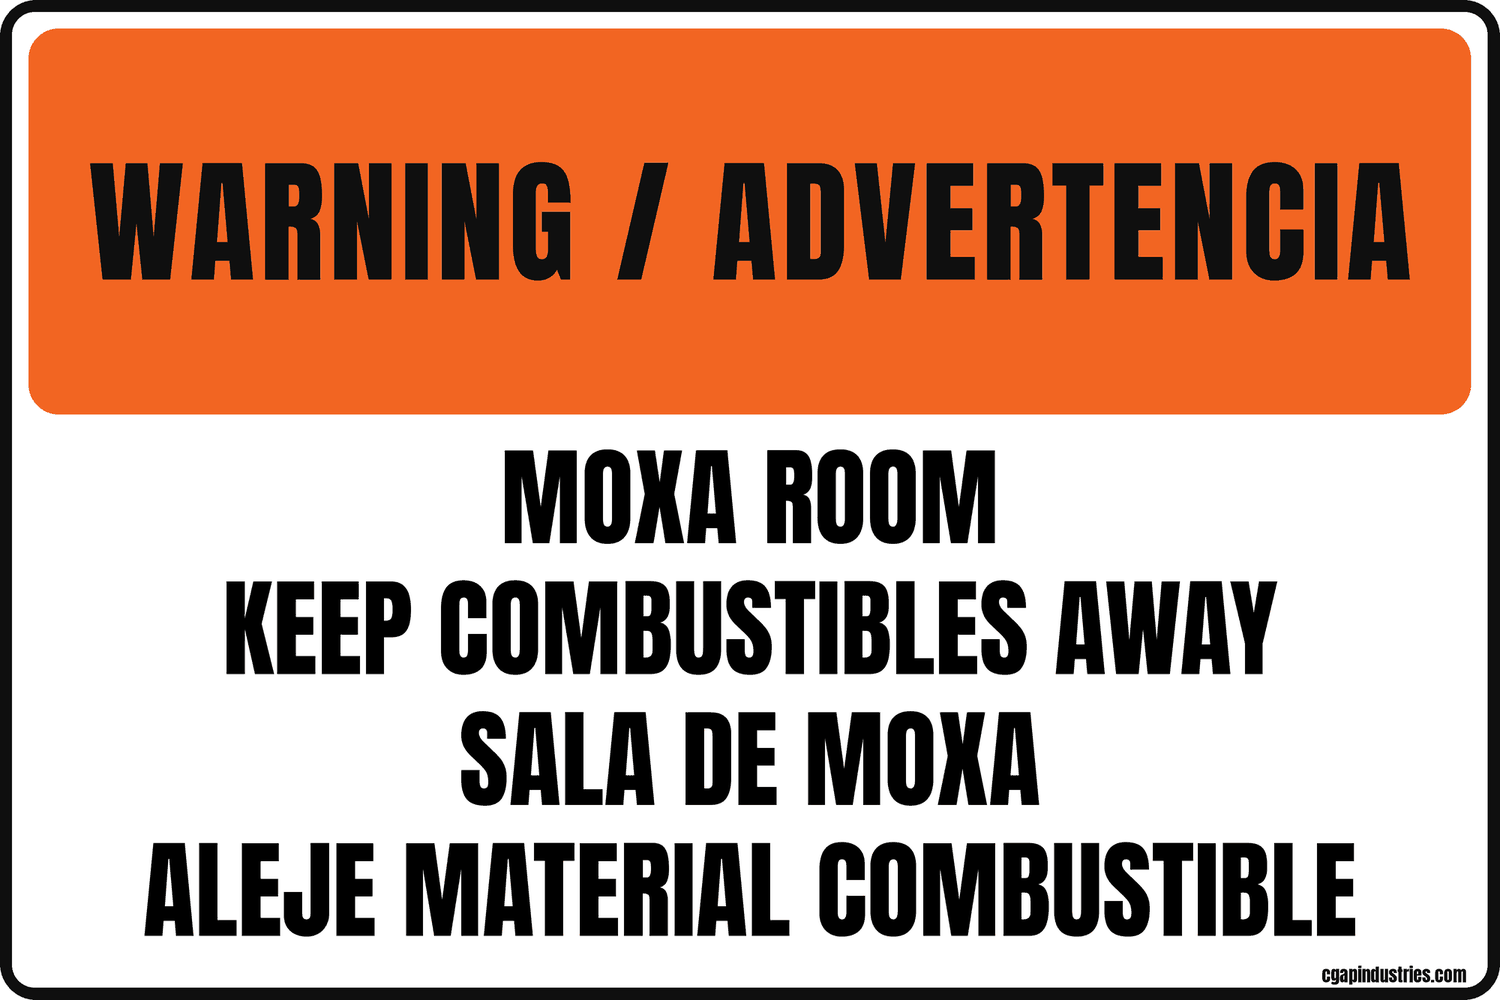 WARNING / ADVERTENCIA
MOXA ROOM
KEEP COMBUSTIBLES AWAY
SALA DE MOXA
ALEJE MATERIAL COMBUSTIBLE
cgapindustries.com